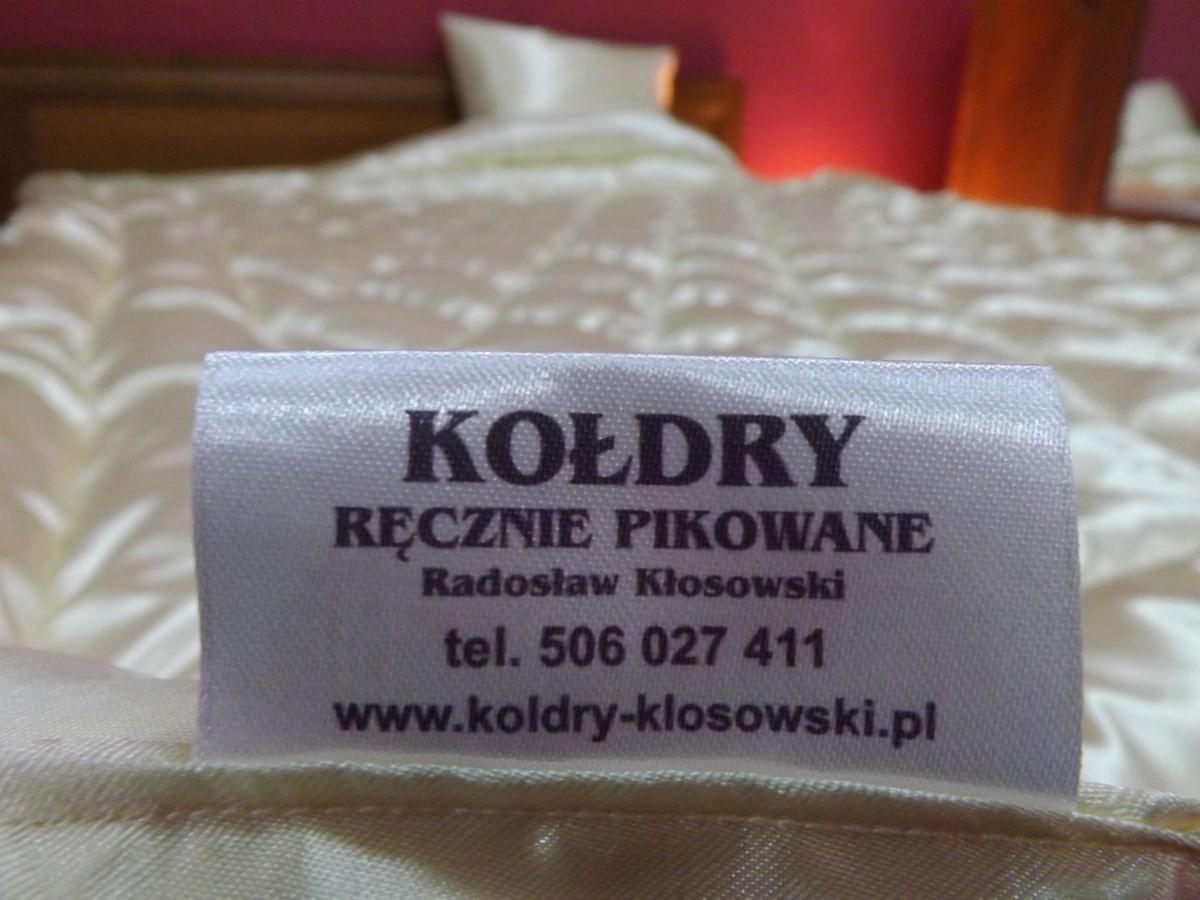 KOŁDRY
RĘCZNIE PIKOWANE
Radosław Kłosowski
tel. 506 027 411
www.koldry-klosowski.pl